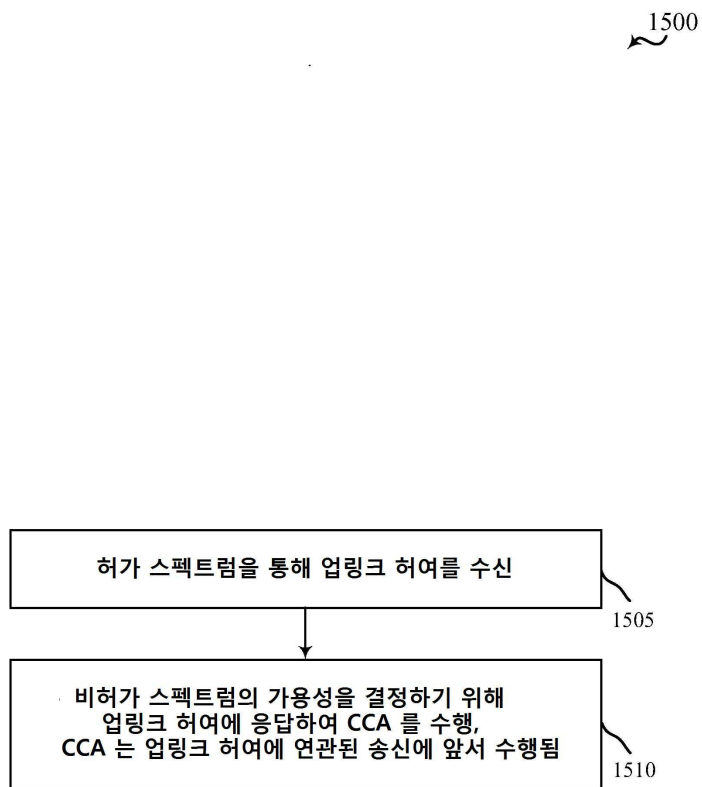 1500
허가 스펙트럼을 통해 업링크 허여를 수신
1505
비허가 스펙트럼의 가용성을 결정하기 위해
업링크 허여에 응답하여 CCA 를 수행,
CCA 는 업링크 허여에 연관된 송신에 앞서 수행됨
1510